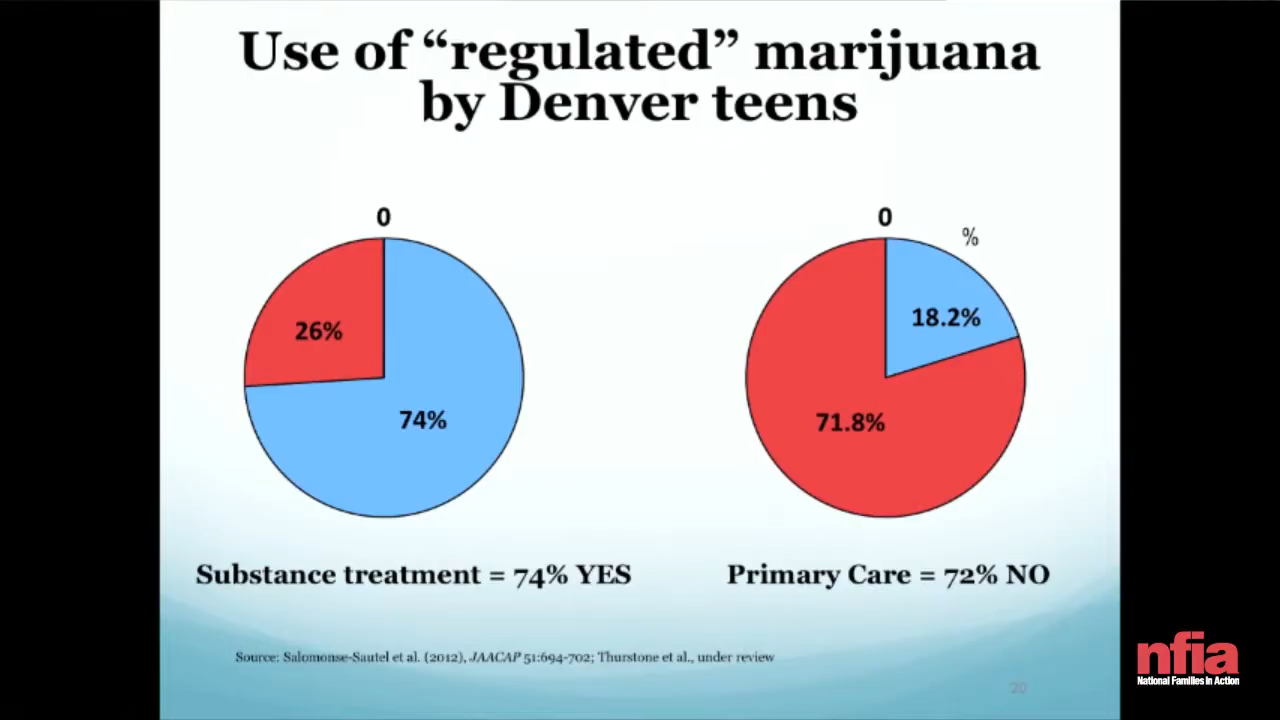 Use of “regulated” marijuana
by Denver teens
0
26%
74%
0
%
18.2%
71.8%
Substance treatment = 74% YES
Primary Care = 72% NO
Source: Salomonse-Sautel et al. (2012), JAACAP 51:694-702; Thurstone et al., under review
20
nfia
National Families in Action